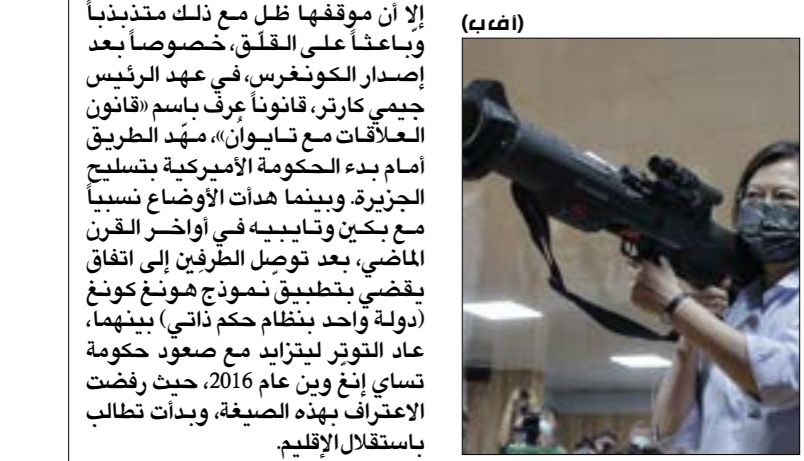 (أ ف ب)
إلا أن موقفها ظل مع ذلك متذبذباً
وباعثاً على القلّق، خصوصاً بعد
إصدار الكونغرس، في عهد الرئيس
جيمي كارتر، قانوناً عرف باسم «قانون
العلاقات مع تايوان»، مهّد الطريق
أمام بدء الحكومة الأميركية بتسليح
الجزيرة. وبينما هدأت الأوضاع نسبياً
مع بكين وتايبيه في أواخر القرن
الماضي، بعد توصل الطرفين إلى اتفاق
يقضي بتطبيق نموذج هونغ كونغ
(دولة واحد بنظام حكم ذاتي) بينهما،
عاد التوتر ليتزايد مع صعود حكومة
تساي إنغ وين عام 2016، حيث رفضت
الاعتراف بهذه الصيغة، وبدأت تطالب
باستقلال الإقليم.